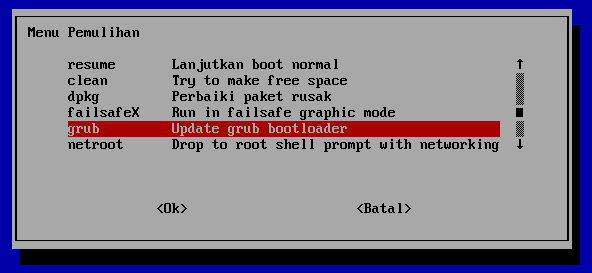 Menu Pemulihan
resume Lanjutkan boot normal
clean Try to make free space
dpkg Perbaiki paket rusak
failsafeX Run in failsafe graphic mode
grub Update grub bootloader
netroot Drop to root shell prompt with networking
<Ok> <Batal>